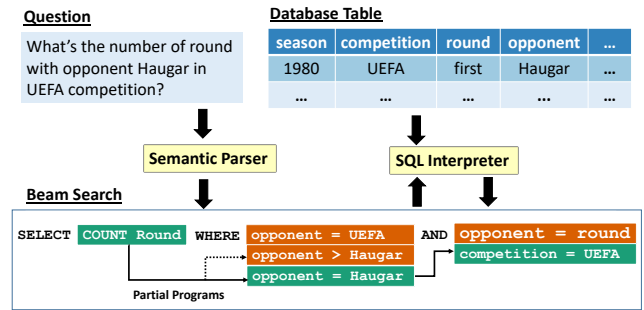 Question
What's the number of round
with opponent Haugar in
UEFA competition?
Database Table
season competition round opponent ...
1980 UEFA first Haugar ...
... ... ... ... ...
Semantic Parser
SQL Interpreter
Beam Search
SELECT COUNT Round WHERE opponent = UEFA AND opponent = round
opponent > Haugar competition = UEFA
opponent = Haugar
Partial Programs